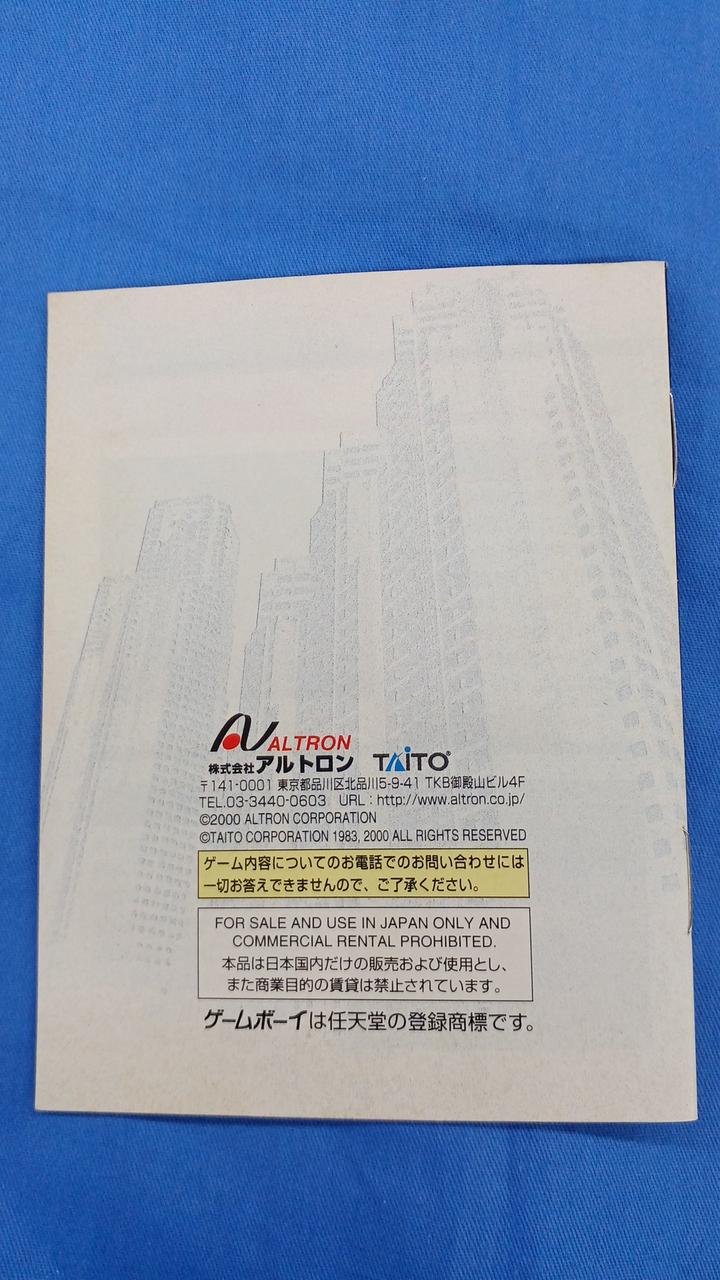 ALTRON
株式会社アルトロン TAITO®
〒141-0001 東京都品川区北品川5-9-41 TKB御殿山ビル4F
TEL.03-3440-0603 URL：http://www.altron.co.jp/
©2000 ALTRON CORPORATION
©TAITO CORPORATION 1983, 2000 ALL RIGHTS RESERVED
ゲーム内容についてのお電話でのお問い合わせには
一切お答えできませんので、ご了承ください。
FOR SALE AND USE IN JAPAN ONLY AND
COMMERCIAL RENTAL PROHIBITED.
本品は日本国内だけの販売および使用とし、
また商業目的の賃貸は禁止されています。
ゲームボーイは任天堂の登録商標です。